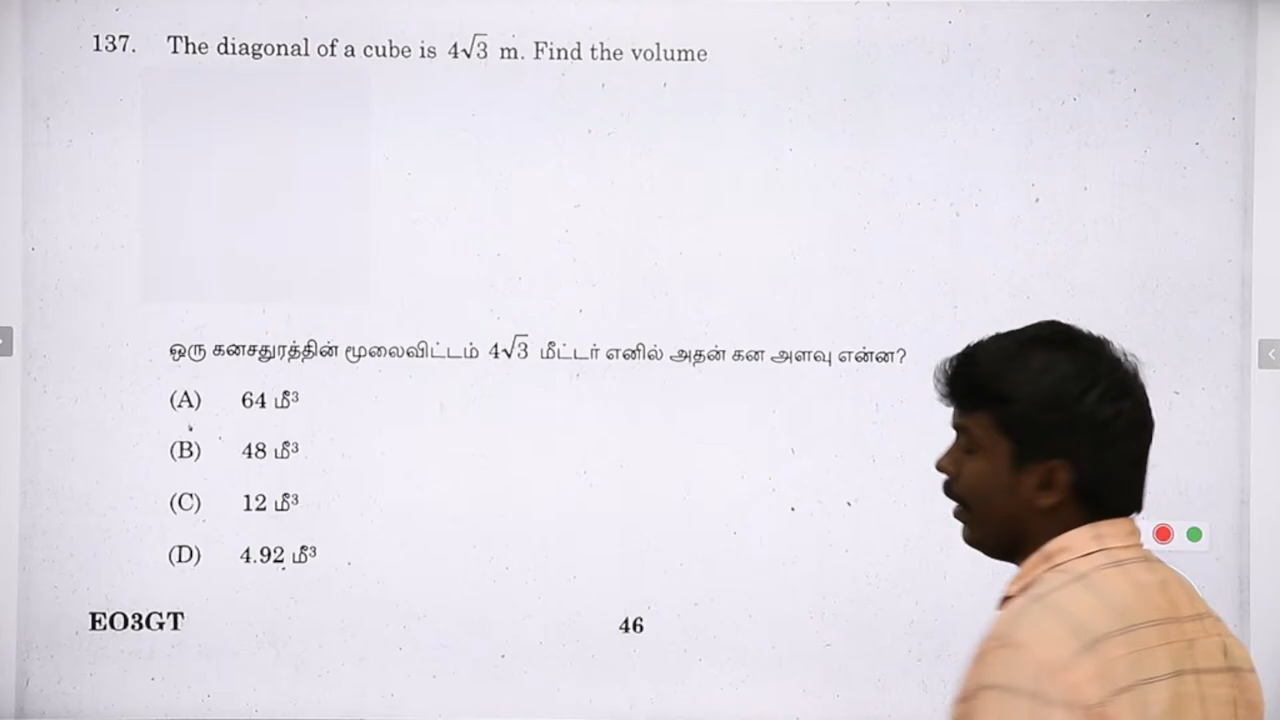 137. The diagonal of a cube is 4√3 m. Find the volume
ஒரு கனசதுரத்தின் மூலைவிட்டம் 4√3 மீட்டர் எனில் அதன் கன அளவு என்ன?
(A) 64 மீ³
(B) 48 மீ³
(C) 12 மீ³
(D) 4.92 மீ³
EO3GT 46